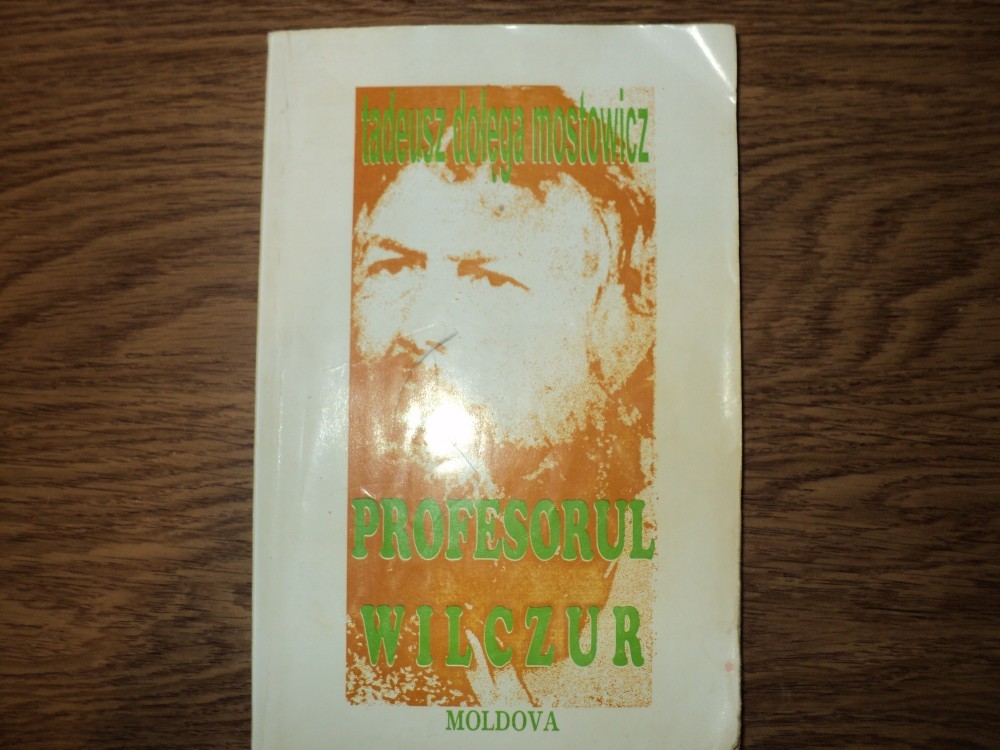 tadeusz dołęga mostowicz
PROFESORUL
WILCZUR
MOLDOVA